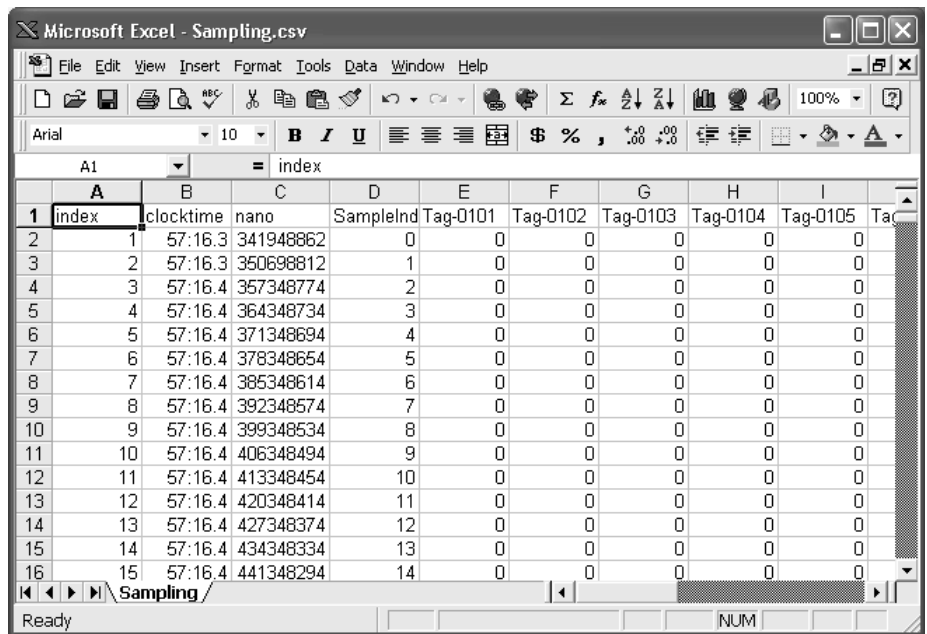 Microsoft Excel - Sampling.csv
File Edit View Insert Format Tools Data Window Help
ABC Σ fx A Z Z A 100% ?
Arial 10 B I U $ % , .0 .00 .00 .0 A
A1 = index
A B C D E F G H I
1 index clocktime nano SampleInd Tag-0101 Tag-0102 Tag-0103 Tag-0104 Tag-0105 Tag
2 1 57:16.3 341948862 0 0 0 0 0 0
3 2 57:16.3 350698812 1 0 0 0 0 0
4 3 57:16.4 357348774 2 0 0 0 0 0
5 4 57:16.4 364348734 3 0 0 0 0 0
6 5 57:16.4 371348694 4 0 0 0 0 0
7 6 57:16.4 378348654 5 0 0 0 0 0
8 7 57:16.4 385348614 6 0 0 0 0 0
9 8 57:16.4 392348574 7 0 0 0 0 0
10 9 57:16.4 399348534 8 0 0 0 0 0
11 10 57:16.4 406348494 9 0 0 0 0 0
12 11 57:16.4 413348454 10 0 0 0 0 0
13 12 57:16.4 420348414 11 0 0 0 0 0
14 13 57:16.4 427348374 12 0 0 0 0 0
15 14 57:16.4 434348334 13 0 0 0 0 0
16 15 57:16.4 441348294 14 0 0 0 0 0
Sampling
Ready NUM